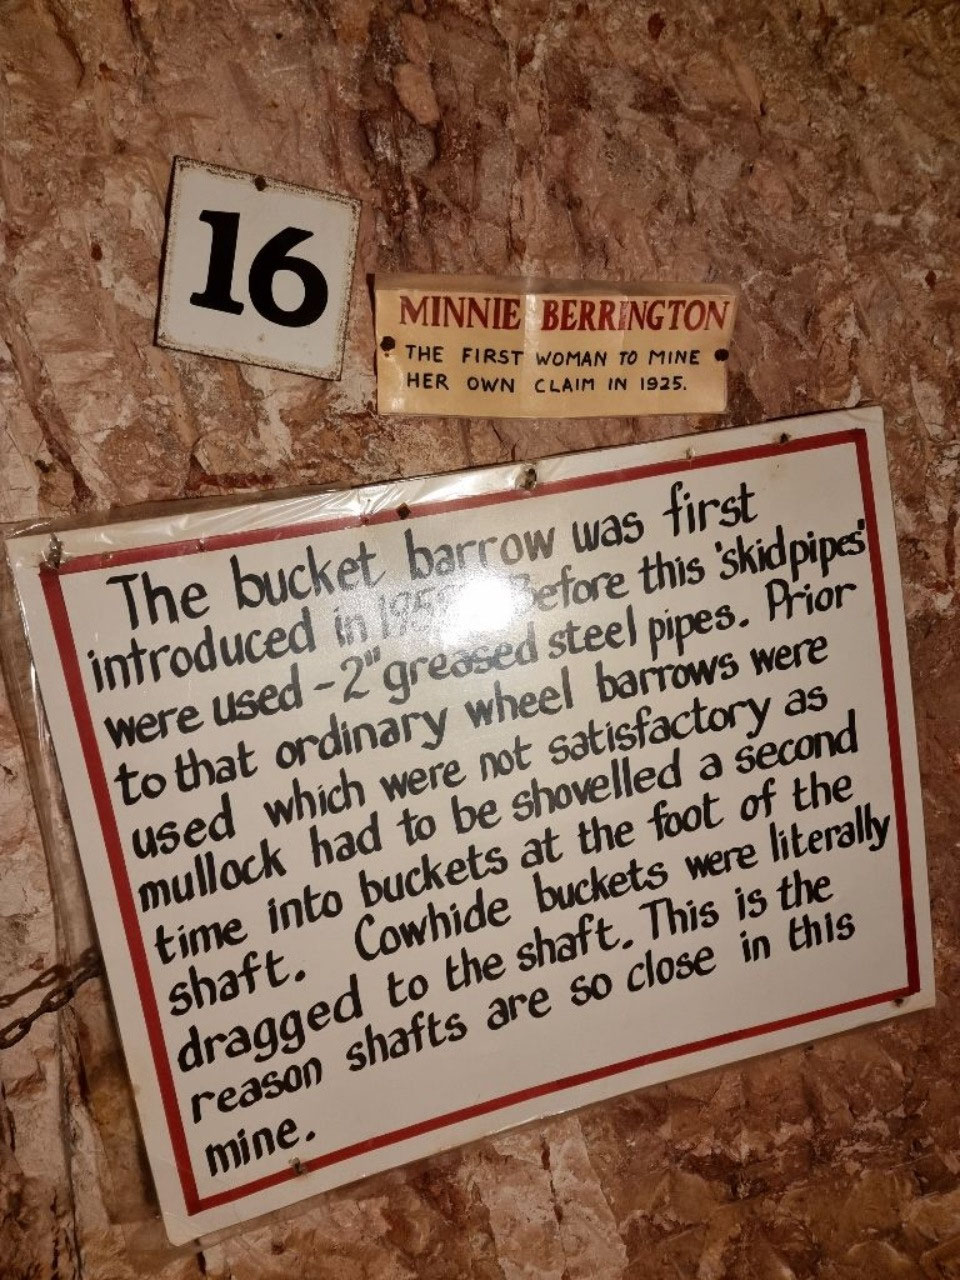 16
MINNIE BERRINGTON
THE FIRST WOMAN TO MINE
HER OWN CLAIM IN 1925.
The bucket barrow was first
introduced in Before this 'skidpipes'
were used - 2" greased steel pipes. Prior
to that ordinary wheel barrows were
used which were not satisfactory as
mullock had to be shovelled a second
time into buckets at the foot of the
shaft. Cowhide buckets were literally
dragged to the shaft. This is the
reason shafts are so close in this
mine.